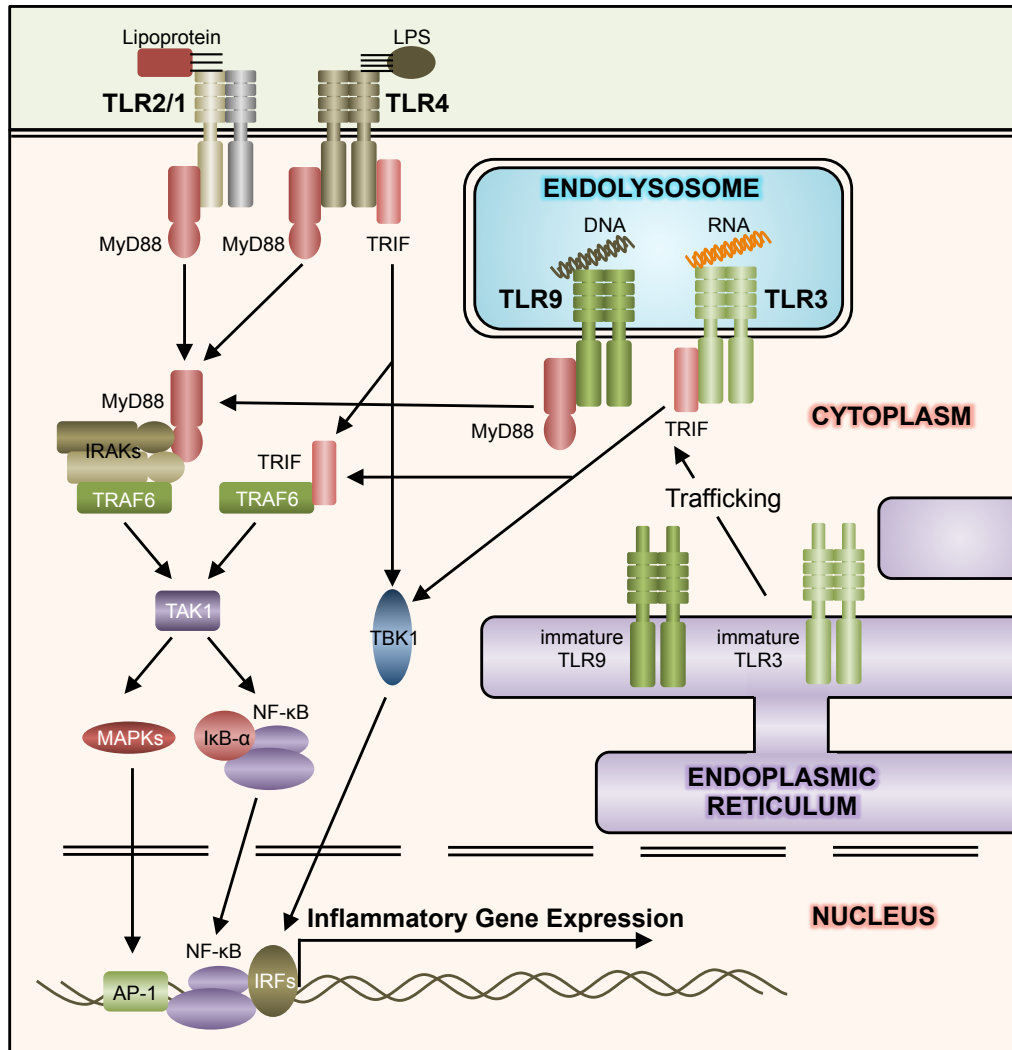 Lipoprotein
LPS
TLR2/1
TLR4
ENDOLYSOSOME
DNA
RNA
MyD88
MyD88
TRIF
TLR9
TLR3
MyD88
MyD88
TRIF
CYTOPLASM
IRAKs
TRIF
TRAF6
TRAF6
Trafficking
TAK1
TBK1
immature
TLR9
immature
TLR3
NF-κB
MAPKs
IκB-α
ENDOPLASMIC
RETICULUM
Inflammatory Gene Expression
NUCLEUS
NF-κB
IRFs
AP-1